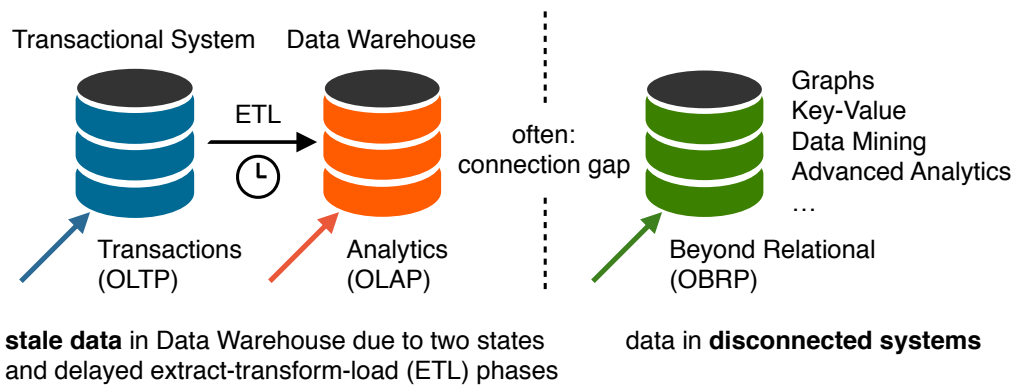 Transactional System
Data Warehouse
ETL
often:
connection gap
Graphs
Key-Value
Data Mining
Advanced Analytics
…
Transactions
(OLTP)
Analytics
(OLAP)
Beyond Relational
(OBRP)
stale data in Data Warehouse due to two states
and delayed extract-transform-load (ETL) phases
data in disconnected systems